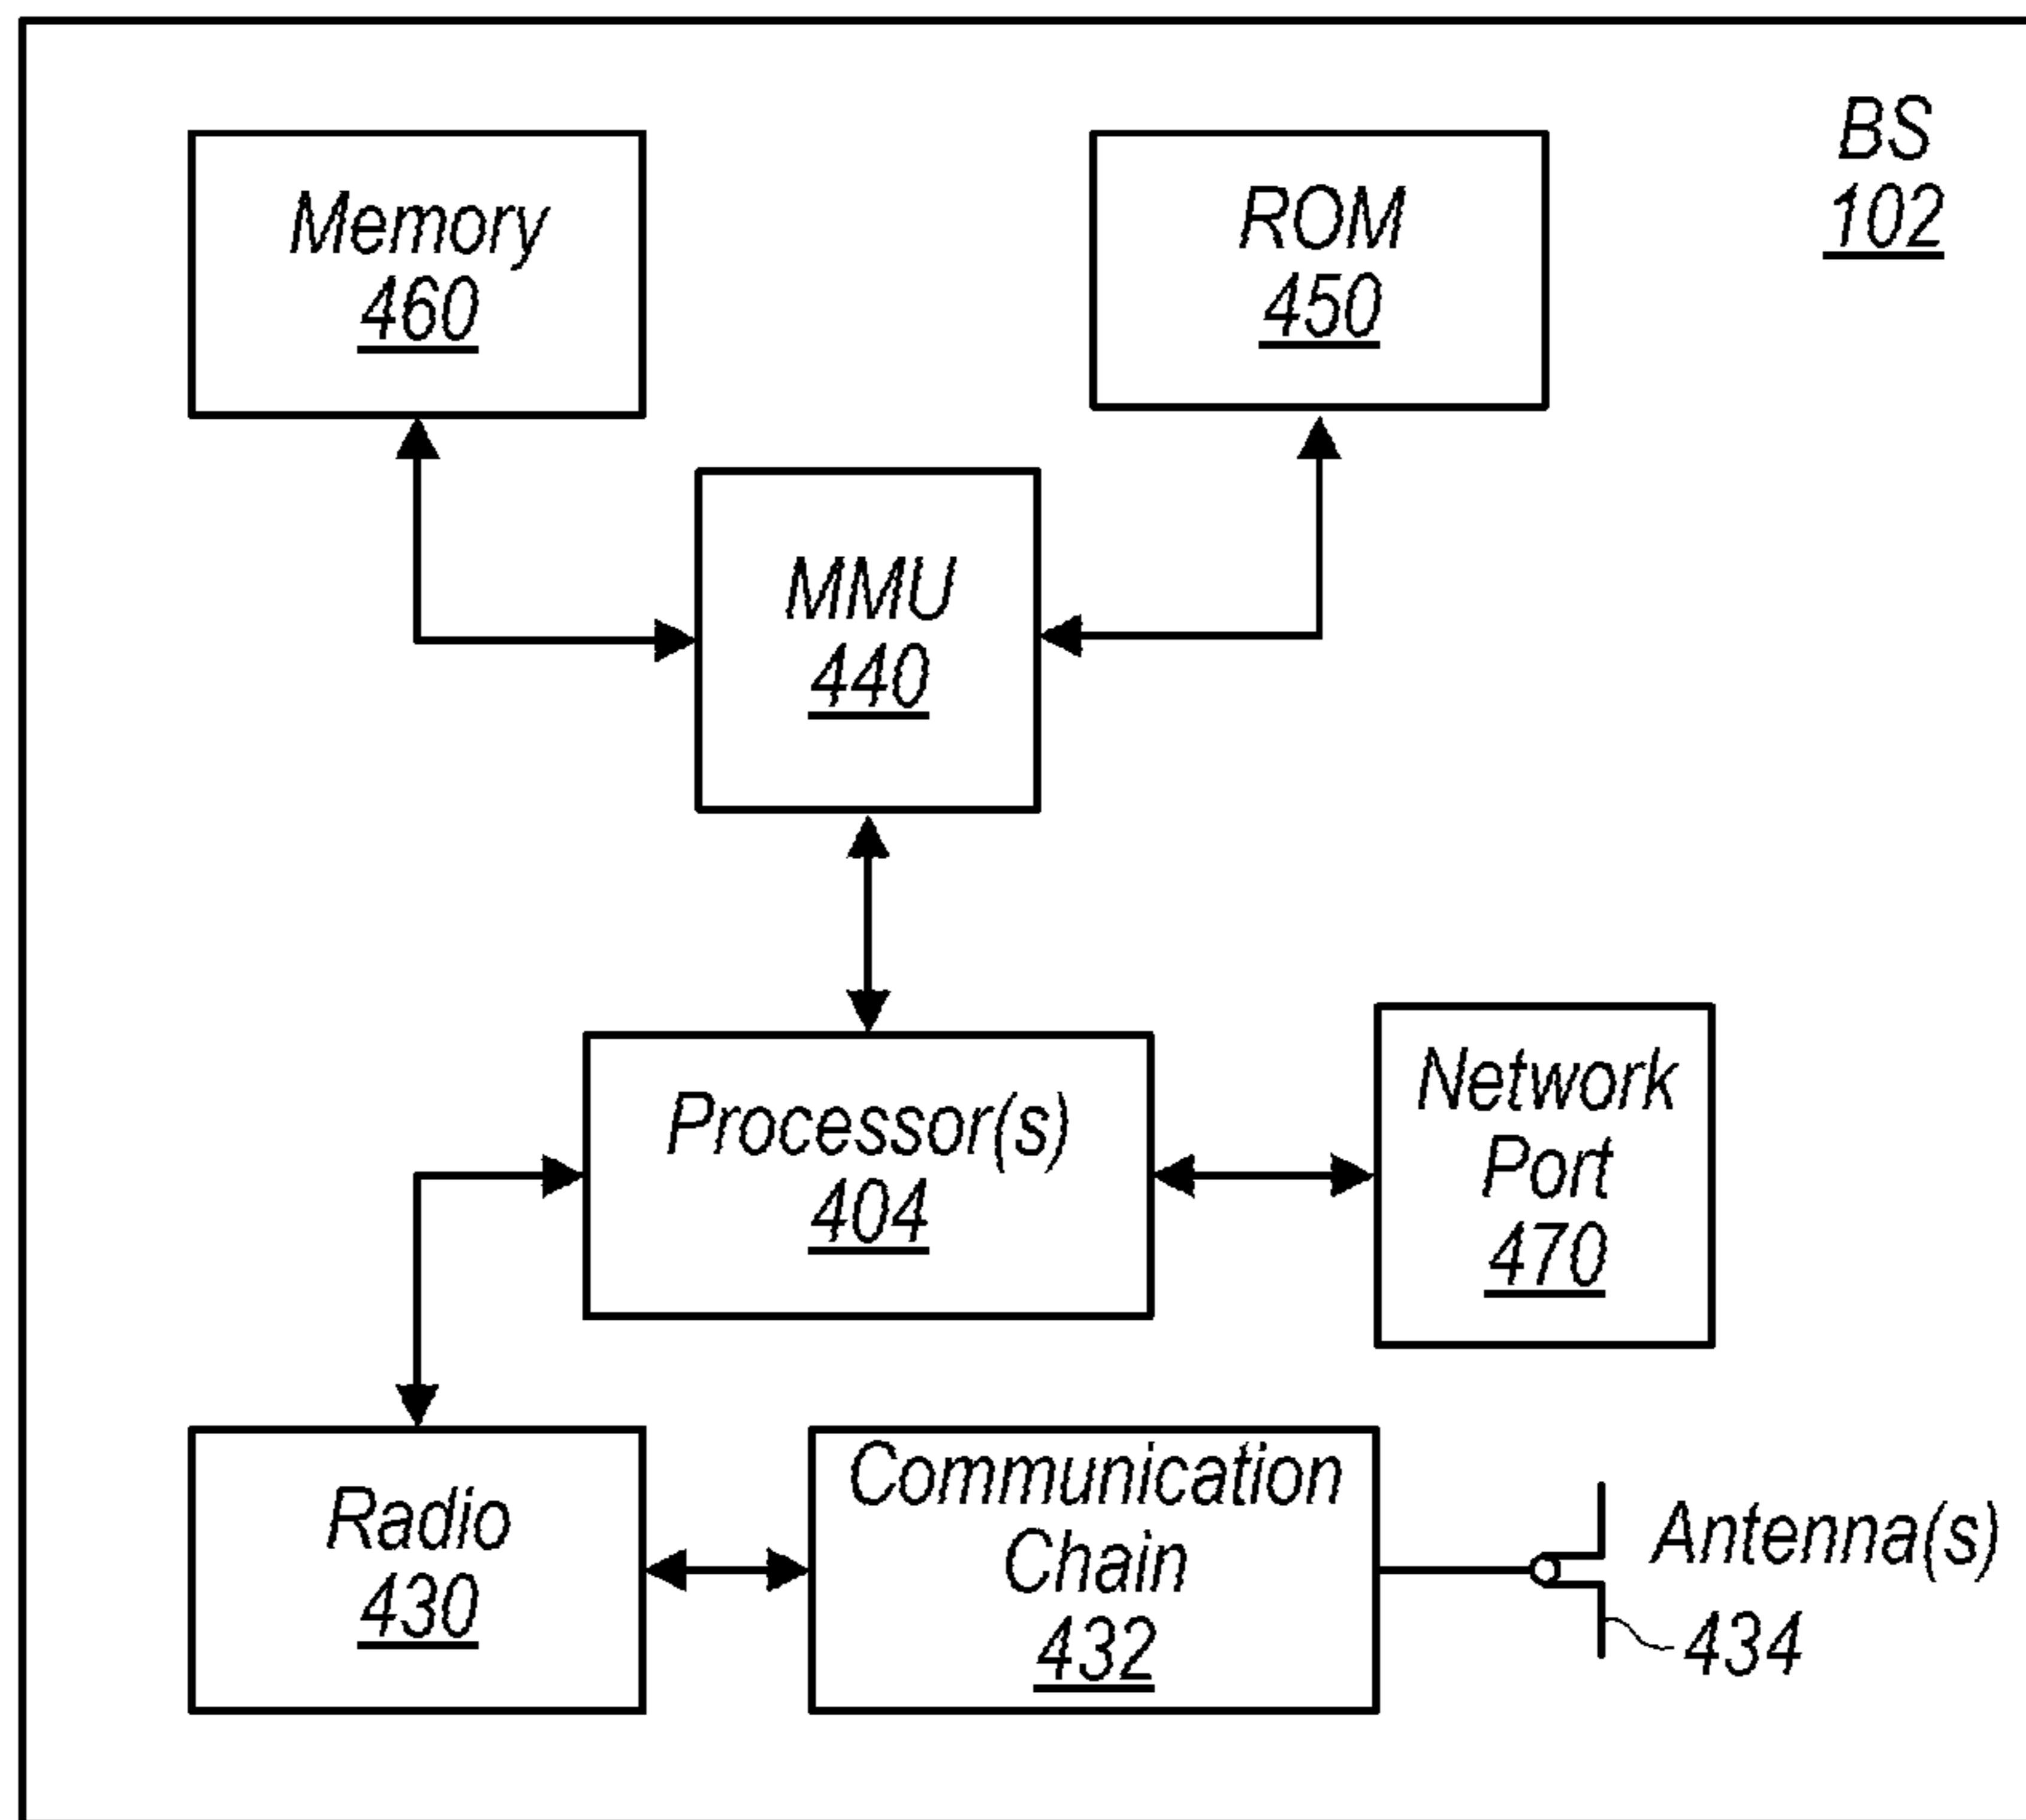 BS
102
Memory
460
ROM
450
MMU
440
Processor(s)
404
Network
Port
470
Radio
430
Communication
Chain
432
Antenna(s)
434